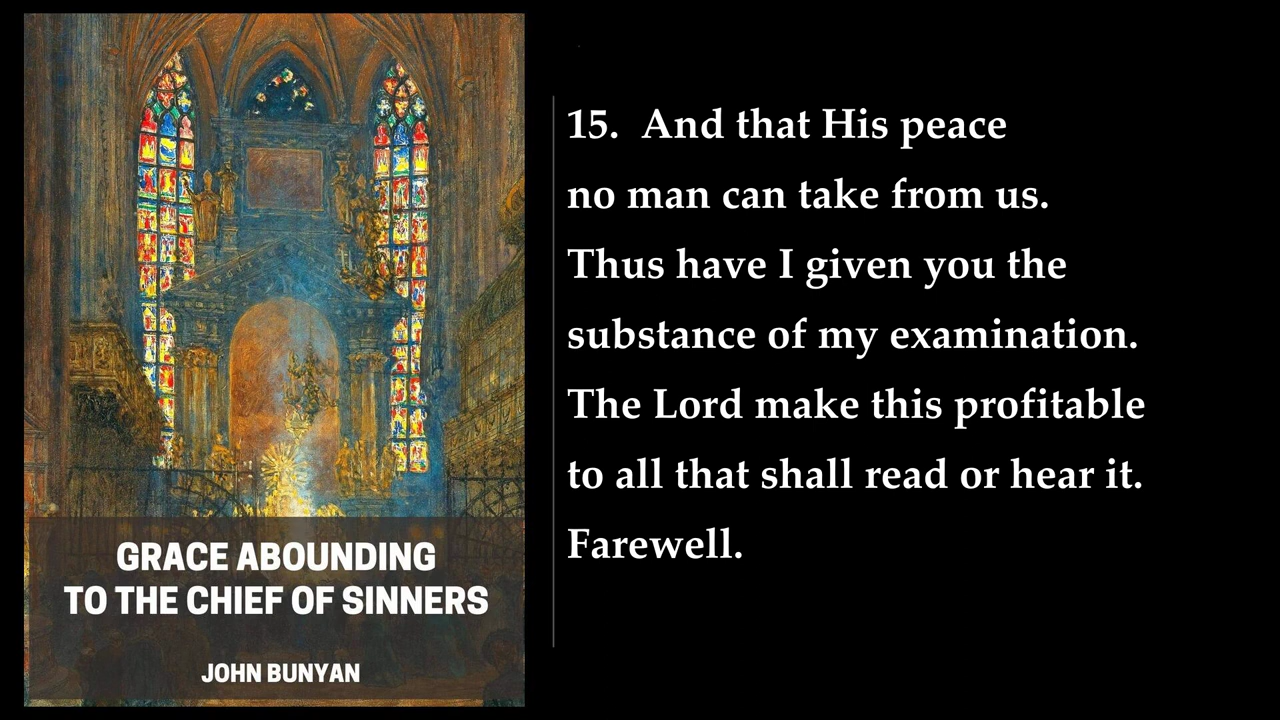 GRACE ABOUNDING
TO THE CHIEF OF SINNERS
JOHN BUNYAN
15. And that His peace
no man can take from us.
Thus have I given you the
substance of my examination.
The Lord make this profitable
to all that shall read or hear it.
Farewell.